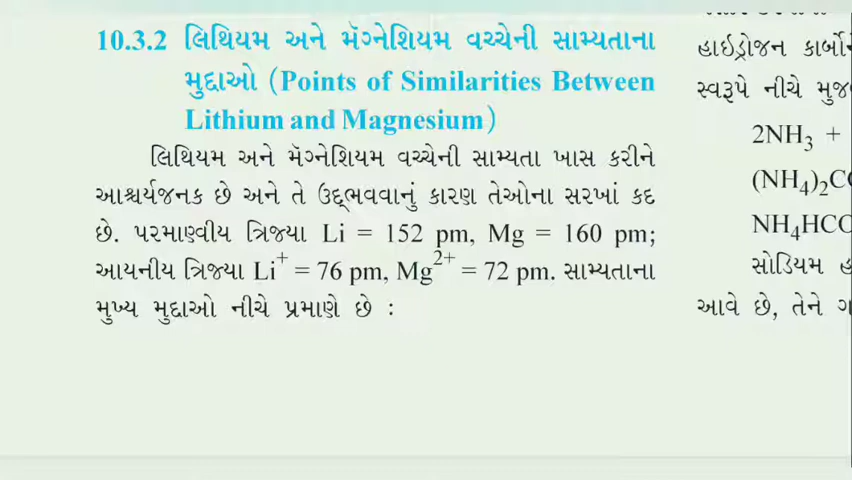 10.3.2 લિથિયમ અને મૅગ્નેશિયમ વચ્ચેની સામ્યતાના
મુદ્દાઓ (Points of Similarities Between
Lithium and Magnesium)
લિથિયમ અને મૅગ્નેશિયમ વચ્ચેની સામ્યતા ખાસ કરીને
આશ્ચર્યજનક છે અને તે ઉદ્ભવવાનું કારણ તેઓના સરખાં કદ
છે. પરમાણ્વીય ત્રિજ્યા Li = 152 pm, Mg = 160 pm;
આયનીય ત્રિજ્યા Li⁺ = 76 pm, Mg²⁺ = 72 pm. સામ્યતાના
મુખ્ય મુદ્દાઓ નીચે પ્રમાણે છે :
હાઇડ્રોજન
સ્વરૂપે નીચે
2NH₃ +
NH₄HCO
સોડિયમ
આવે છે, તેને